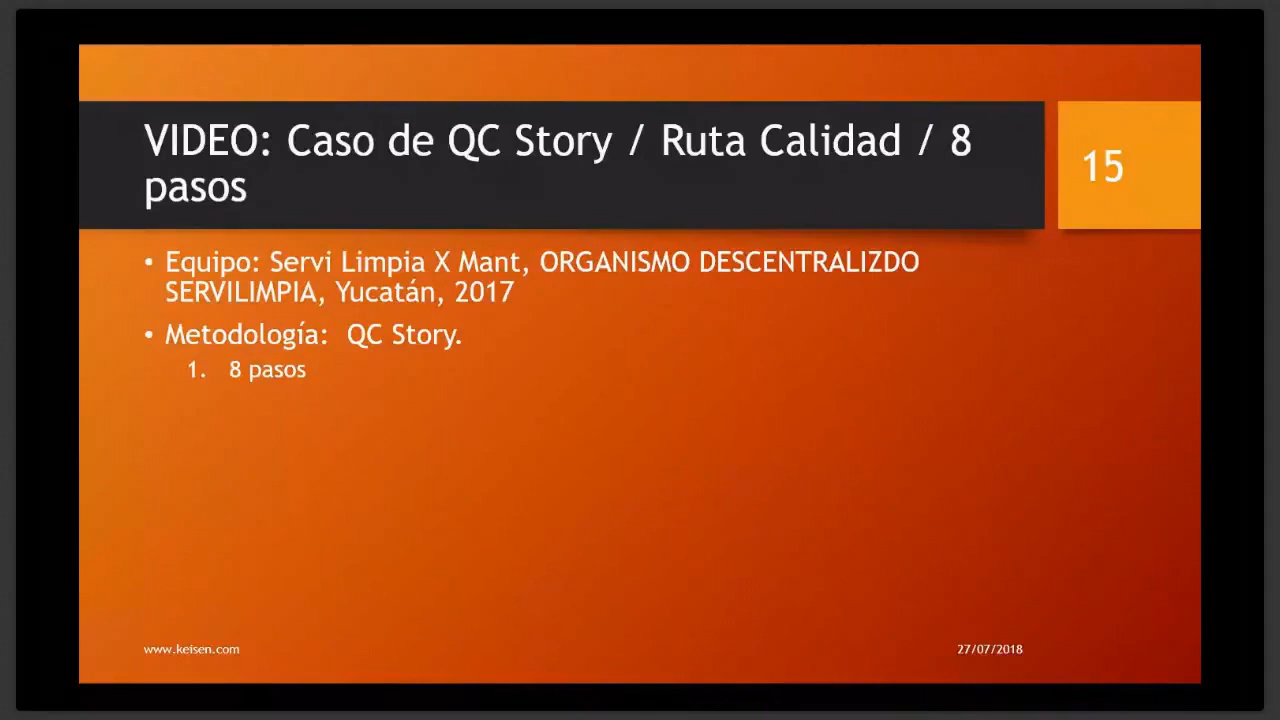 VIDEO: Caso de QC Story / Ruta Calidad / 8
pasos
15
• Equipo: Servi Limpia X Mant, ORGANISMO DESCENTRALIZDO
SERVILIMPIA, Yucatán, 2017
• Metodología:  QC Story.
1. 8 pasos
www.keisen.com
27/07/2018